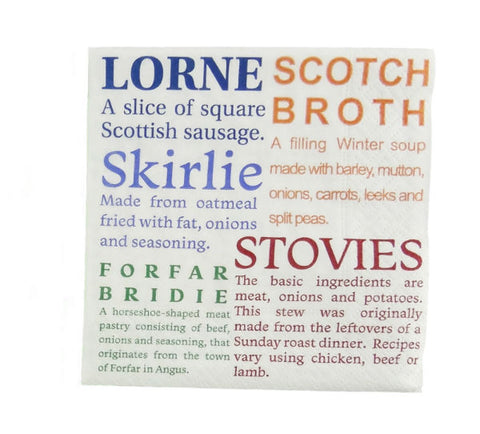 LORNE
A slice of square
Scottish sausage.
SCOTCH
BROTH
A filling Winter soup
made with barley, mutton,
onions, carrots, leeks and
split peas.
Skirlie
Made from oatmeal
fried with fat, onions
and seasoning.
STOVIES
The basic ingredients are
meat, onions and potatoes.
This stew was originally
made from the leftovers of a
Sunday roast dinner. Recipes
vary using chicken, beef or
lamb.
FORFAR
BRIDIE
A horseshoe-shaped meat
pastry consisting of beef,
onions and seasoning, that
originates from the town
of Forfar in Angus.